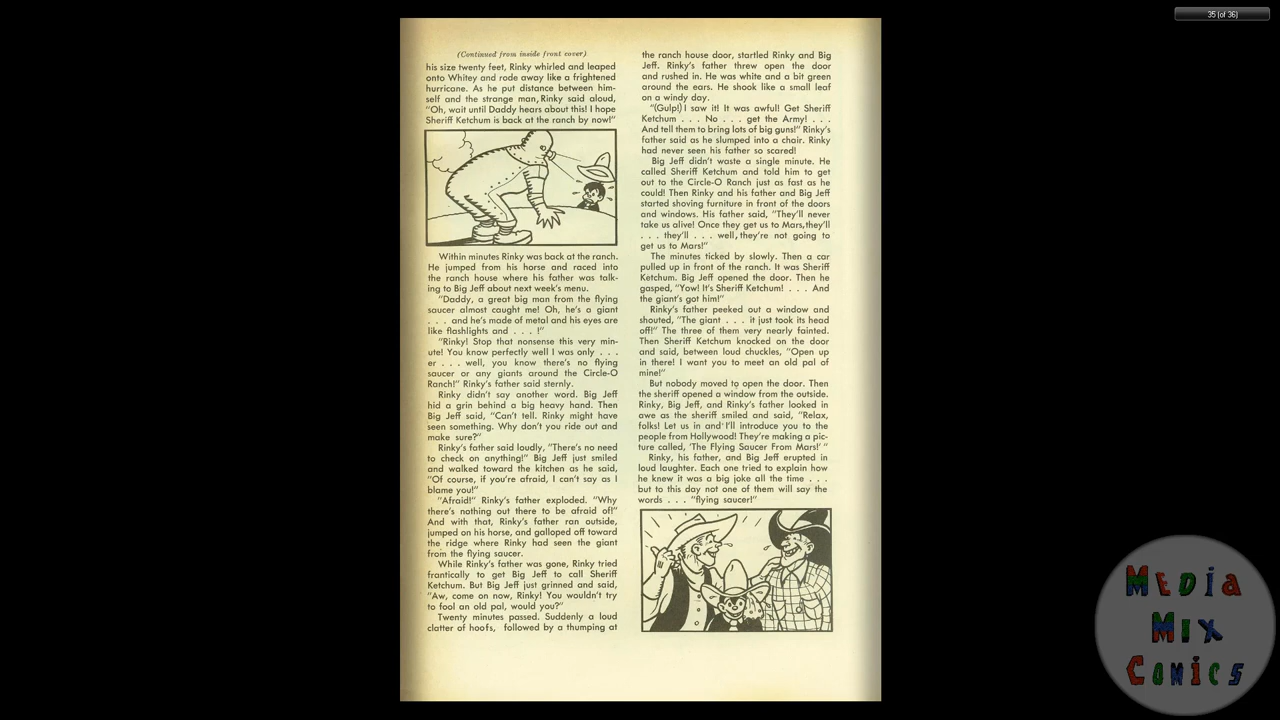 35 (of 36)
(Continued from inside front cover)
his size twenty feet, Rinky whirled and leaped
onto Whitey and rode away like a frightened
hurricane. As he put distance between him-
self and the strange man, Rinky said aloud,
"Oh, wait until Daddy hears about this! I hope
Sheriff Ketchum is back at the ranch by now!"
Within minutes Rinky was back at the ranch.
He jumped from his horse and raced into
the ranch house where his father was talk-
ing to Big Jeff about next week's menu.
"Daddy, a great big man from the flying
saucer almost caught me! Oh, he's a giant
. . . and he's made of metal and his eyes are
like flashlights and . . . !"
"Rinky! Stop that nonsense this very min-
ute! You know perfectly well I was only . . .
er . . . well, you know there's no flying
saucer or any giants around the Circle-O
Ranch!" Rinky's father said sternly.
Rinky didn't say another word. Big Jeff
hid a grin behind a big heavy hand. Then
Big Jeff said, "Can't tell. Rinky might have
seen something. Why don't you ride out and
make sure?"
Rinky's father said loudly, "There's no need
to check on anything!" Big Jeff just smiled
and walked toward the kitchen as he said,
"Of course, if you're afraid, I can't say as I
blame you!"
"Afraid!" Rinky's father exploded. "Why
there's nothing out there to be afraid of!"
And with that, Rinky's father ran outside,
jumped on his horse, and galloped off toward
the ridge where Rinky had seen the giant
from the flying saucer.
While Rinky's father was gone, Rinky tried
frantically to get Big Jeff to call Sheriff
Ketchum. But Big Jeff just grinned and said,
"Aw, come on now, Rinky! You wouldn't try
to fool an old pal, would you?"
Twenty minutes passed. Suddenly a loud
clatter of hoofs, followed by a thumping at
the ranch house door, startled Rinky and Big
Jeff. Rinky's father threw open the door
and rushed in. He was white and a bit green
around the ears. He shook like a small leaf
on a windy day.
"(Gulp!) I saw it! It was awful! Get Sheriff
Ketchum . . . No . . . get the Army! . . .
And tell them to bring lots of big guns!" Rinky's
father said as he slumped into a chair. Rinky
had never seen his father so scared!
Big Jeff didn't waste a single minute. He
called Sheriff Ketchum and told him to get
out to the Circle-O Ranch just as fast as he
could! Then Rinky and his father and Big Jeff
started shoving furniture in front of the doors
and windows. His father said, "They'll never
take us alive! Once they get us to Mars, they'll
. . . they'll . . . well, they're not going to
get us to Mars!"
The minutes ticked by slowly. Then a car
pulled up in front of the ranch. It was Sheriff
Ketchum. Big Jeff opened the door. Then he
gasped, "Yow! It's Sheriff Ketchum! . . . And
the giant's got him!"
Rinky's father peeked out a window and
shouted, "The giant . . . it just took its head
off!" The three of them very nearly fainted.
Then Sheriff Ketchum knocked on the door
and said, between loud chuckles, "Open up
in there! I want you to meet an old pal of
mine!"
But nobody moved to open the door. Then
the sheriff opened a window from the outside.
Rinky, Big Jeff, and Rinky's father looked in
awe as the sheriff smiled and said, "Relax,
folks! Let us in and I'll introduce you to the
people from Hollywood! They're making a pic-
ture called, 'The Flying Saucer From Mars!' "
Rinky, his father, and Big Jeff erupted in
loud laughter. Each one tried to explain how
he knew it was a big joke all the time . . .
but to this day not one of them will say the
words . . . "flying saucer!"
MEDIA
MIX
COMICS